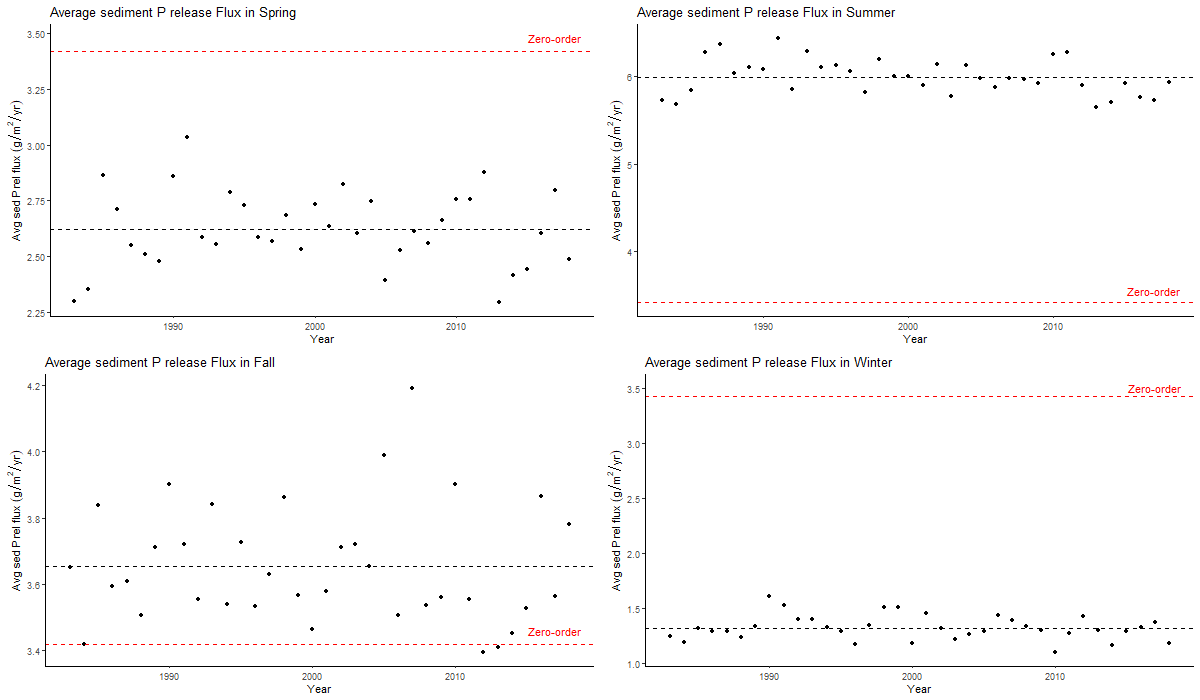 Average sediment P release Flux in Spring
Avg sed P rel flux (g/m²/yr)
3.50
3.25
3.00
2.75
2.50
2.25
Zero-order
1990
2000
2010
Year
Average sediment P release Flux in Summer
Avg sed P rel flux (g/m²/yr)
6
5
4
Zero-order
1990
2000
2010
Year
Average sediment P release Flux in Fall
Avg sed P rel flux (g/m²/yr)
4.2
4.0
3.8
3.6
3.4
Zero-order
1990
2000
2010
Year
Average sediment P release Flux in Winter
Avg sed P rel flux (g/m²/yr)
3.5
3.0
2.5
2.0
1.5
1.0
Zero-order
1990
2000
2010
Year